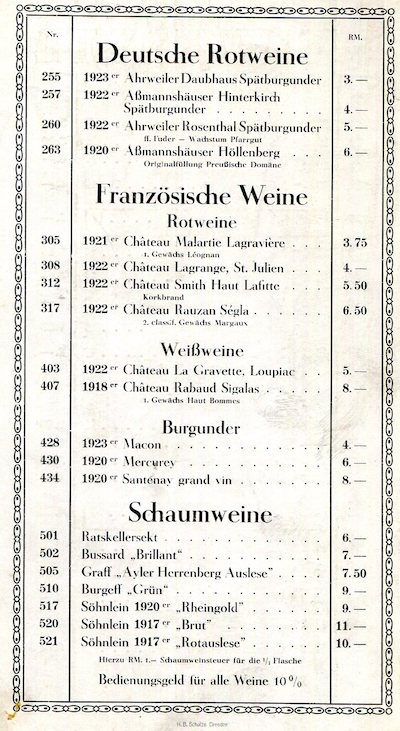 Nr. RM.
Deutsche Rotweine
255 1923er Ahrweiler Daubhaus Spätburgunder 3.—
257 1922er Aßmannshäuser Hinterkirch
Spätburgunder . . . . . . . . 4.—
260 1922er Ahrweiler Rosenthal Spätburgunder 5.—
ff. Fuder — Wachstum Pfarrgut
263 1920er Aßmannshäuser Höllenberg . . . 6.—
Originalfüllung Preußische Domäne
Französische Weine
Rotweine
305 1921er Château Malartie Lagravière . . . 3.75
1. Gewächs Léognan
308 1922er Château Lagrange, St. Julien . . . . 4.—
312 1922er Château Smith Haut Lafitte . . . . 5.50
Korkbrand
317 1922er Château Rauzan Ségla . . . . . . 6.50
2. classif. Gewächs Margaux
Weißweine
403 1922er Château La Gravette, Loupiac . . 5.—
407 1918er Château Rabaud Sigalas . . . . . 8.—
1. Gewächs Haut Bommes
Burgunder
428 1923er Macon . . . . . . . . . . . 4.—
430 1920er Mercurey . . . . . . . . . . 6.—
434 1920er Santenay grand vin . . . . . . . 8.—
Schaumweine
501 Ratskellersekt . . . . . . . . . . . . 6.—
502 Bussard „Brillant“ . . . . . . . . . . . 7.—
505 Graff „Ayler Herrenberg Auslese” . . . . 7.50
510 Burgeff „Grün“ . . . . . . . . . . . . 9.—
517 Söhnlein 1920er „Rheingold“ . . . . . . . 9.—
520 Söhnlein 1917er „Brut“ . . . . . . . . . 11.—
521 Söhnlein 1917er „Rotauslese“ . . . . . . 10.—
Hierzu RM. 1.— Schaumweinsteuer für die 1/1 Flasche
Bedienungsgeld für alle Weine 10%
H. B. Schulze, Dresden